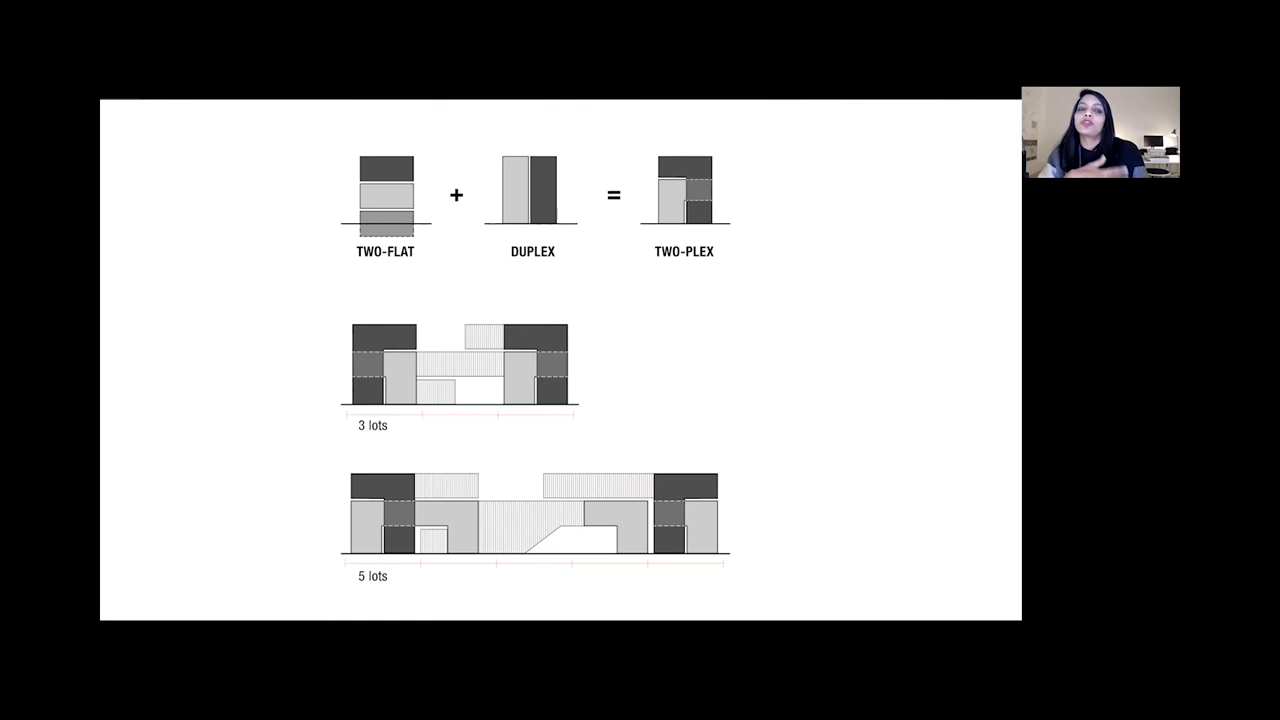 +
=
TWO-FLAT
DUPLEX
TWO-PLEX
3 lots
5 lots